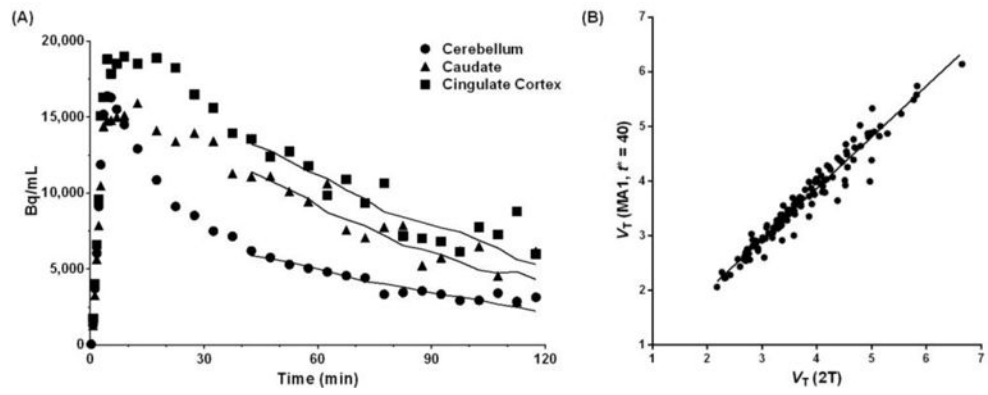 (A)
20,000
15,000
10,000
5,000
0
Bq/mL
0
30
60
90
120
Time (min)
Cerebellum
Caudate
Cingulate Cortex
(B)
7
6
5
4
3
2
1
V_T (MA1, t* = 40)
1
2
3
4
5
6
7
V_T (2T)